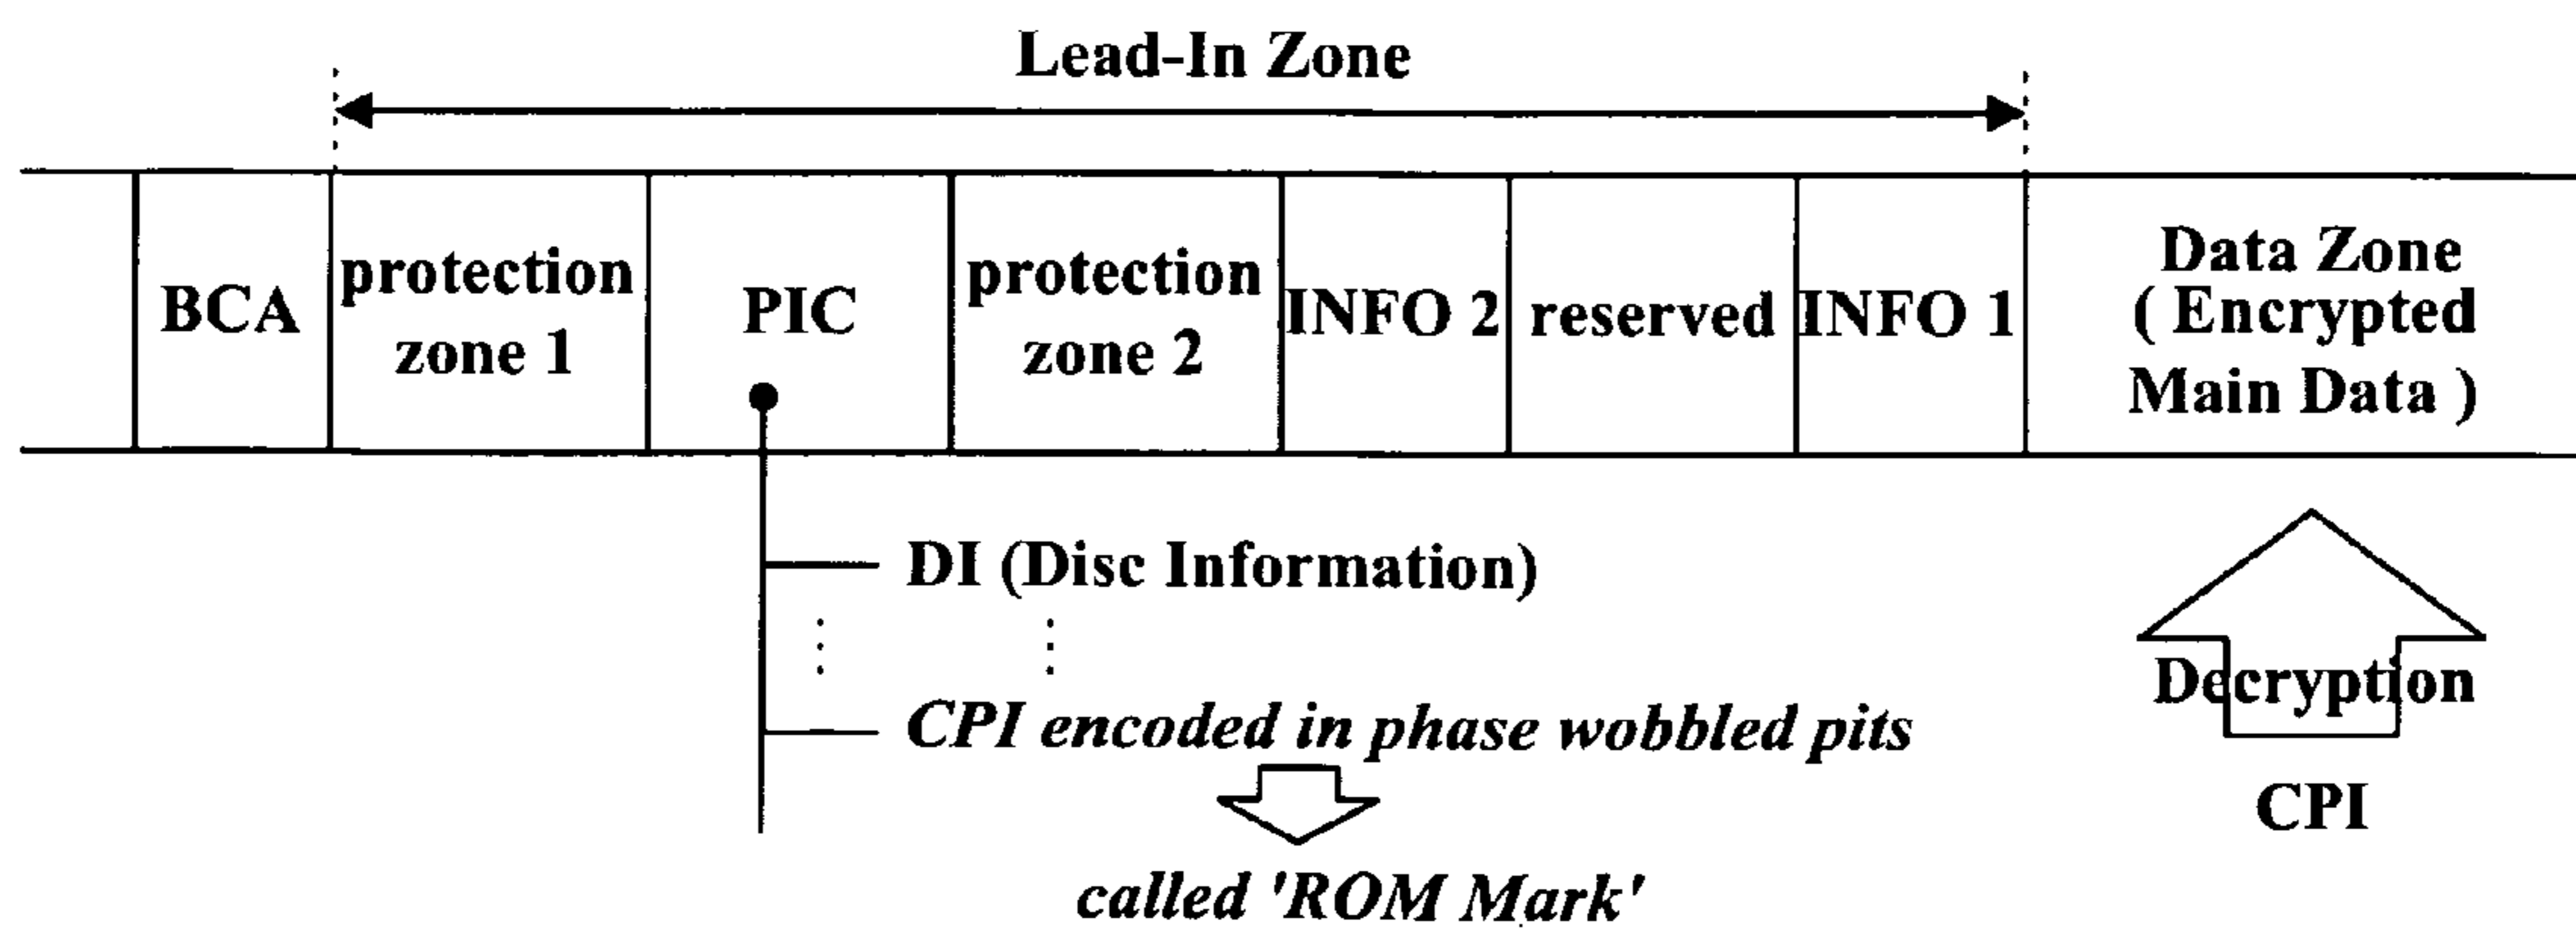 Lead-In Zone
BCA
protection
zone 1
PIC
protection
zone 2
INFO 2
reserved
INFO 1
Data Zone
( Encrypted
Main Data )
DI (Disc Information)
CPI encoded in phase wobbled pits
called 'ROM Mark'
Decryption
CPI